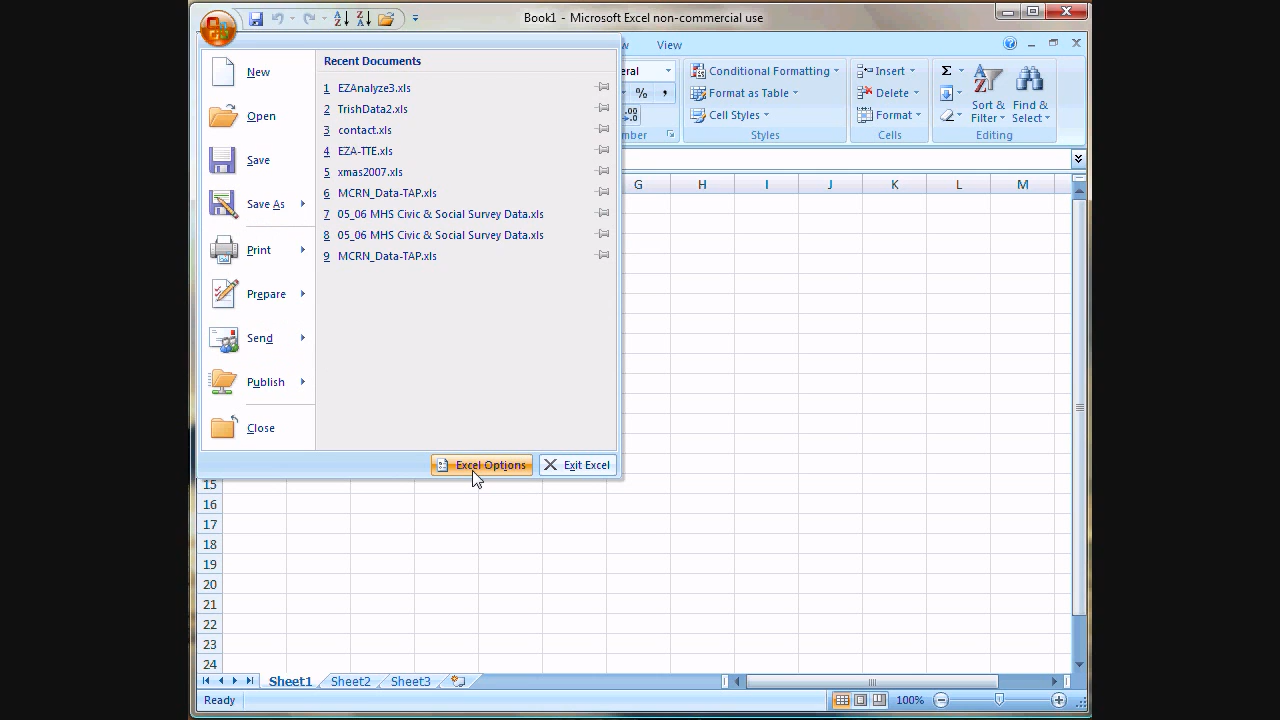 Book1 - Microsoft Excel non-commercial use
View
Recent Documents
New
Open
Save
Save As
Print
Prepare
Send
Publish
Close
1 EZAnalyze3.xls
2 TrishData2.xls
3 contact.xls
4 EZA-TTE.xls
5 xmas2007.xls
6 MCRN_Data-TAP.xls
7 05_06 MHS Civic & Social Survey Data.xls
8 05_06 MHS Civic & Social Survey Data.xls
9 MCRN_Data-TAP.xls
Excel Options
Exit Excel
eral
% ,
.00
mber
Conditional Formatting
Format as Table
Cell Styles
Styles
Insert
Delete
Format
Cells
Σ
Sort & Filter
Find & Select
Editing
G H I J K L M
15
16
17
18
19
20
21
22
23
24
Sheet1 Sheet2 Sheet3
Ready
100%